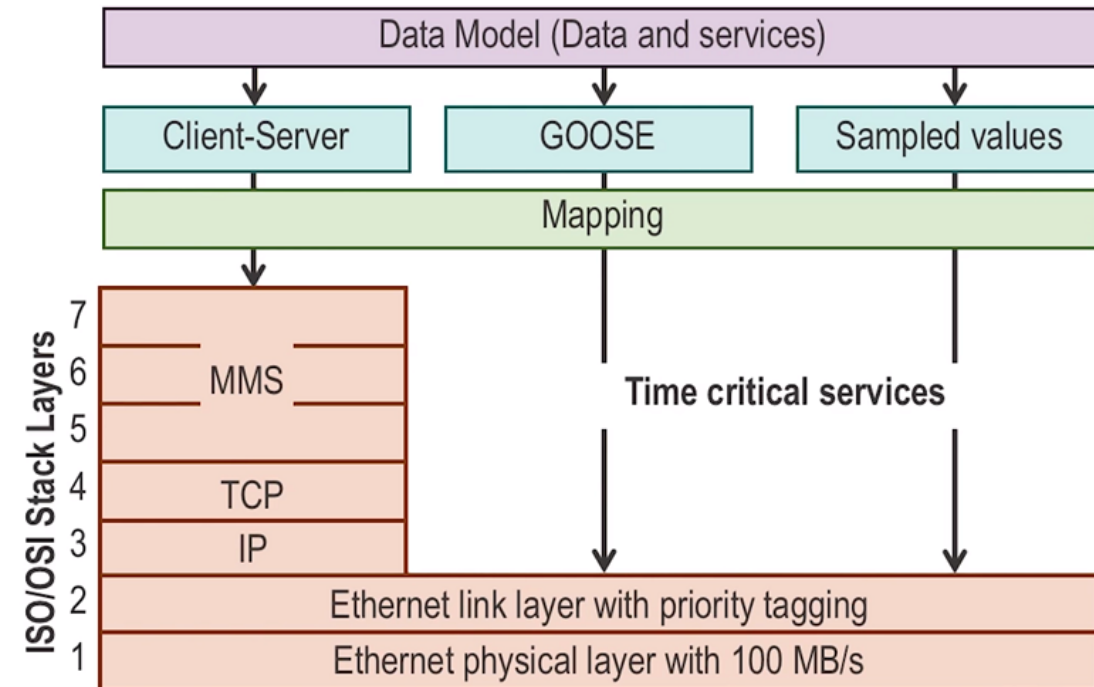 Data Model (Data and services)
Client-Server
GOOSE
Sampled values
Mapping
ISO/OSI Stack Layers
7
6
MMS
5
4
TCP
3
IP
Time critical services
2
Ethernet link layer with priority tagging
1
Ethernet physical layer with 100 MB/s